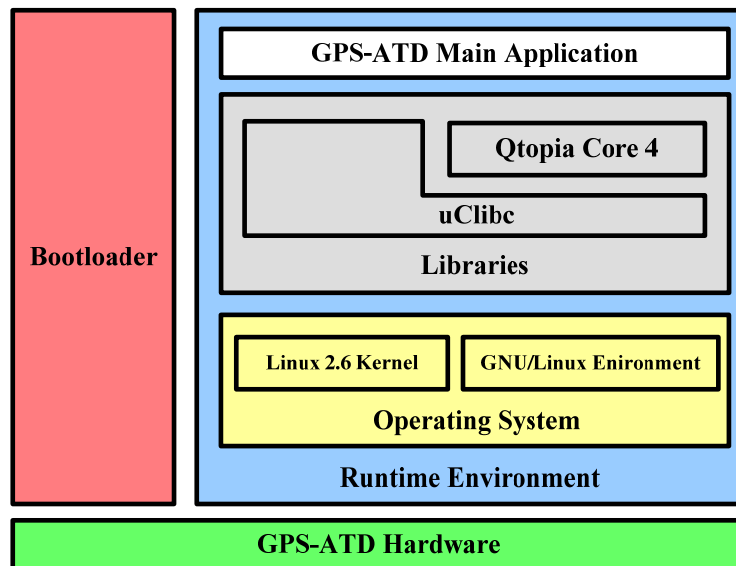 GPS-ATD Main Application
Qtopia Core 4
uClibc
Libraries
Bootloader
Linux 2.6 Kernel
GNU/Linux Enironment
Operating System
Runtime Environment
GPS-ATD Hardware